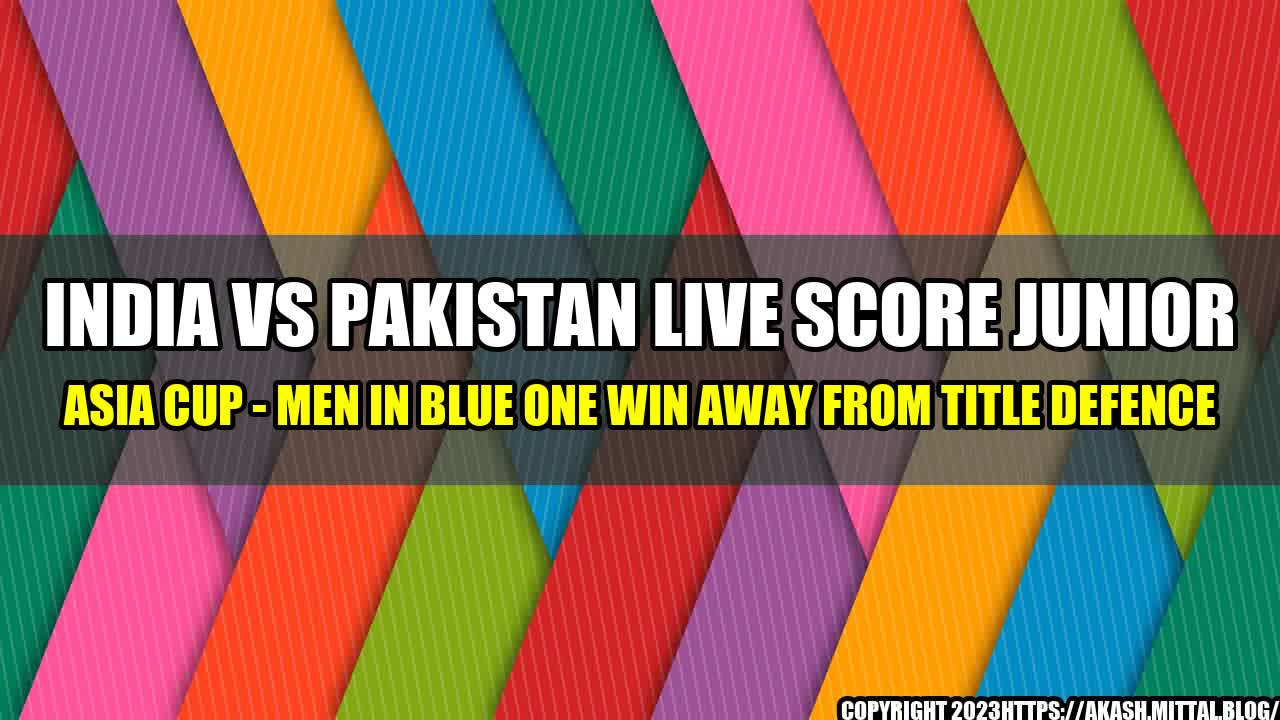 INDIA VS PAKISTAN LIVE SCORE JUNIOR
ASIA CUP - MEN IN BLUE ONE WIN AWAY FROM TITLE DEFENCE
COPYRIGHT 2023HTTPS://AKASH.MITTAL.BLOG/